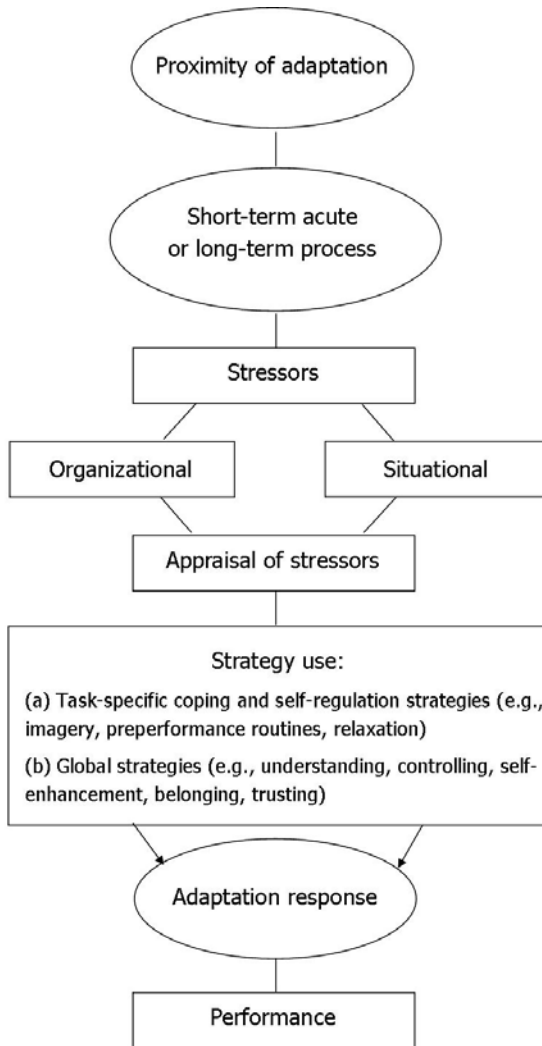 Proximity of adaptation
Short-term acute
or long-term process
Stressors
Organizational
Situational
Appraisal of stressors
Strategy use:
(a) Task-specific coping and self-regulation strategies (e.g.,
imagery, preperformance routines, relaxation)
(b) Global strategies (e.g., understanding, controlling, self-
enhancement, belonging, trusting)
Adaptation response
Performance